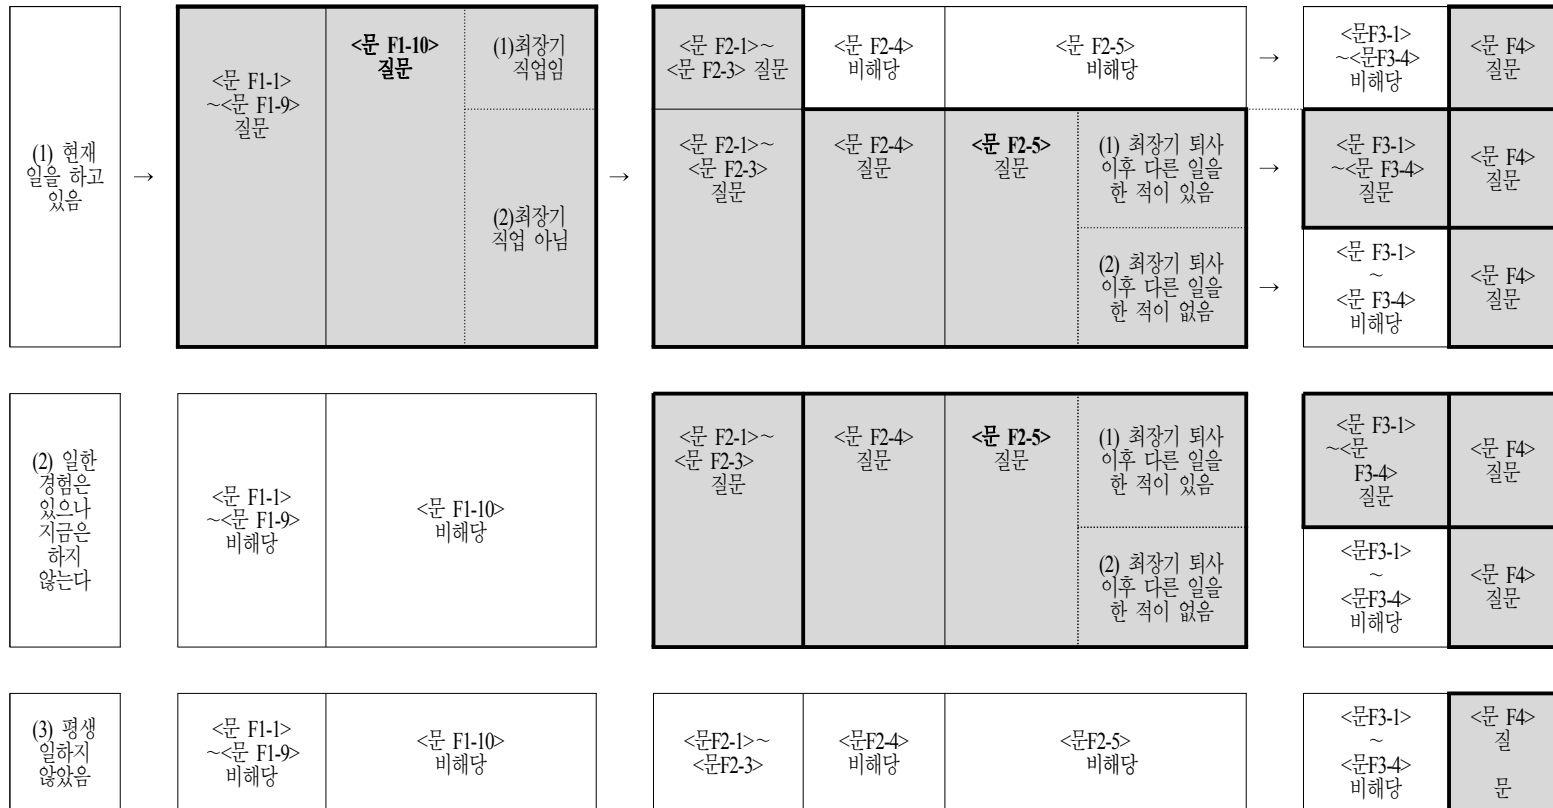 (1) 현재
일을 하고
있음
→
<문 F1-1>
~<문 F1-9>
질문
<문 F1-10>
질문
(1)최장기
직업임
(2)최장기
직업 아님
→
<문 F2-1>~
<문 F2-3> 질문
<문 F2-4>
비해당
<문 F2-5>
비해당
→
<문F3-1>
~<문F3-4>
비해당
<문 F4>
질문
<문 F2-1>~
<문 F2-3>
질문
<문 F2-4>
질문
<문 F2-5>
질문
(1) 최장기 퇴사
이후 다른 일을
한 적이 있음
→
<문 F3-1>
~<문 F3-4>
질문
<문 F4>
질문
(2) 최장기 퇴사
이후 다른 일을
한 적이 없음
→
<문 F3-1>
~
<문 F3-4>
비해당
<문 F4>
질문
(2) 일한
경험은
있으나
지금은
하지
않는다
<문 F1-1>
~<문 F1-9>
비해당
<문 F1-10>
비해당
<문 F2-1>~
<문 F2-3>
질문
<문 F2-4>
질문
<문 F2-5>
질문
(1) 최장기 퇴사
이후 다른 일을
한 적이 있음
<문 F3-1>
~<문
F3-4>
질문
<문 F4>
질문
(2) 최장기 퇴사
이후 다른 일을
한 적이 없음
<문F3-1>
~
<문F3-4>
비해당
<문 F4>
질문
(3) 평생
일하지
않았음
<문 F1-1>
~<문 F1-9>
비해당
<문 F1-10>
비해당
<문F2-1>~
<문F2-3>
<문F2-4>
비해당
<문F2-5>
비해당
<문F3-1>
~
<문F3-4>
비해당
<문 F4>
질
문